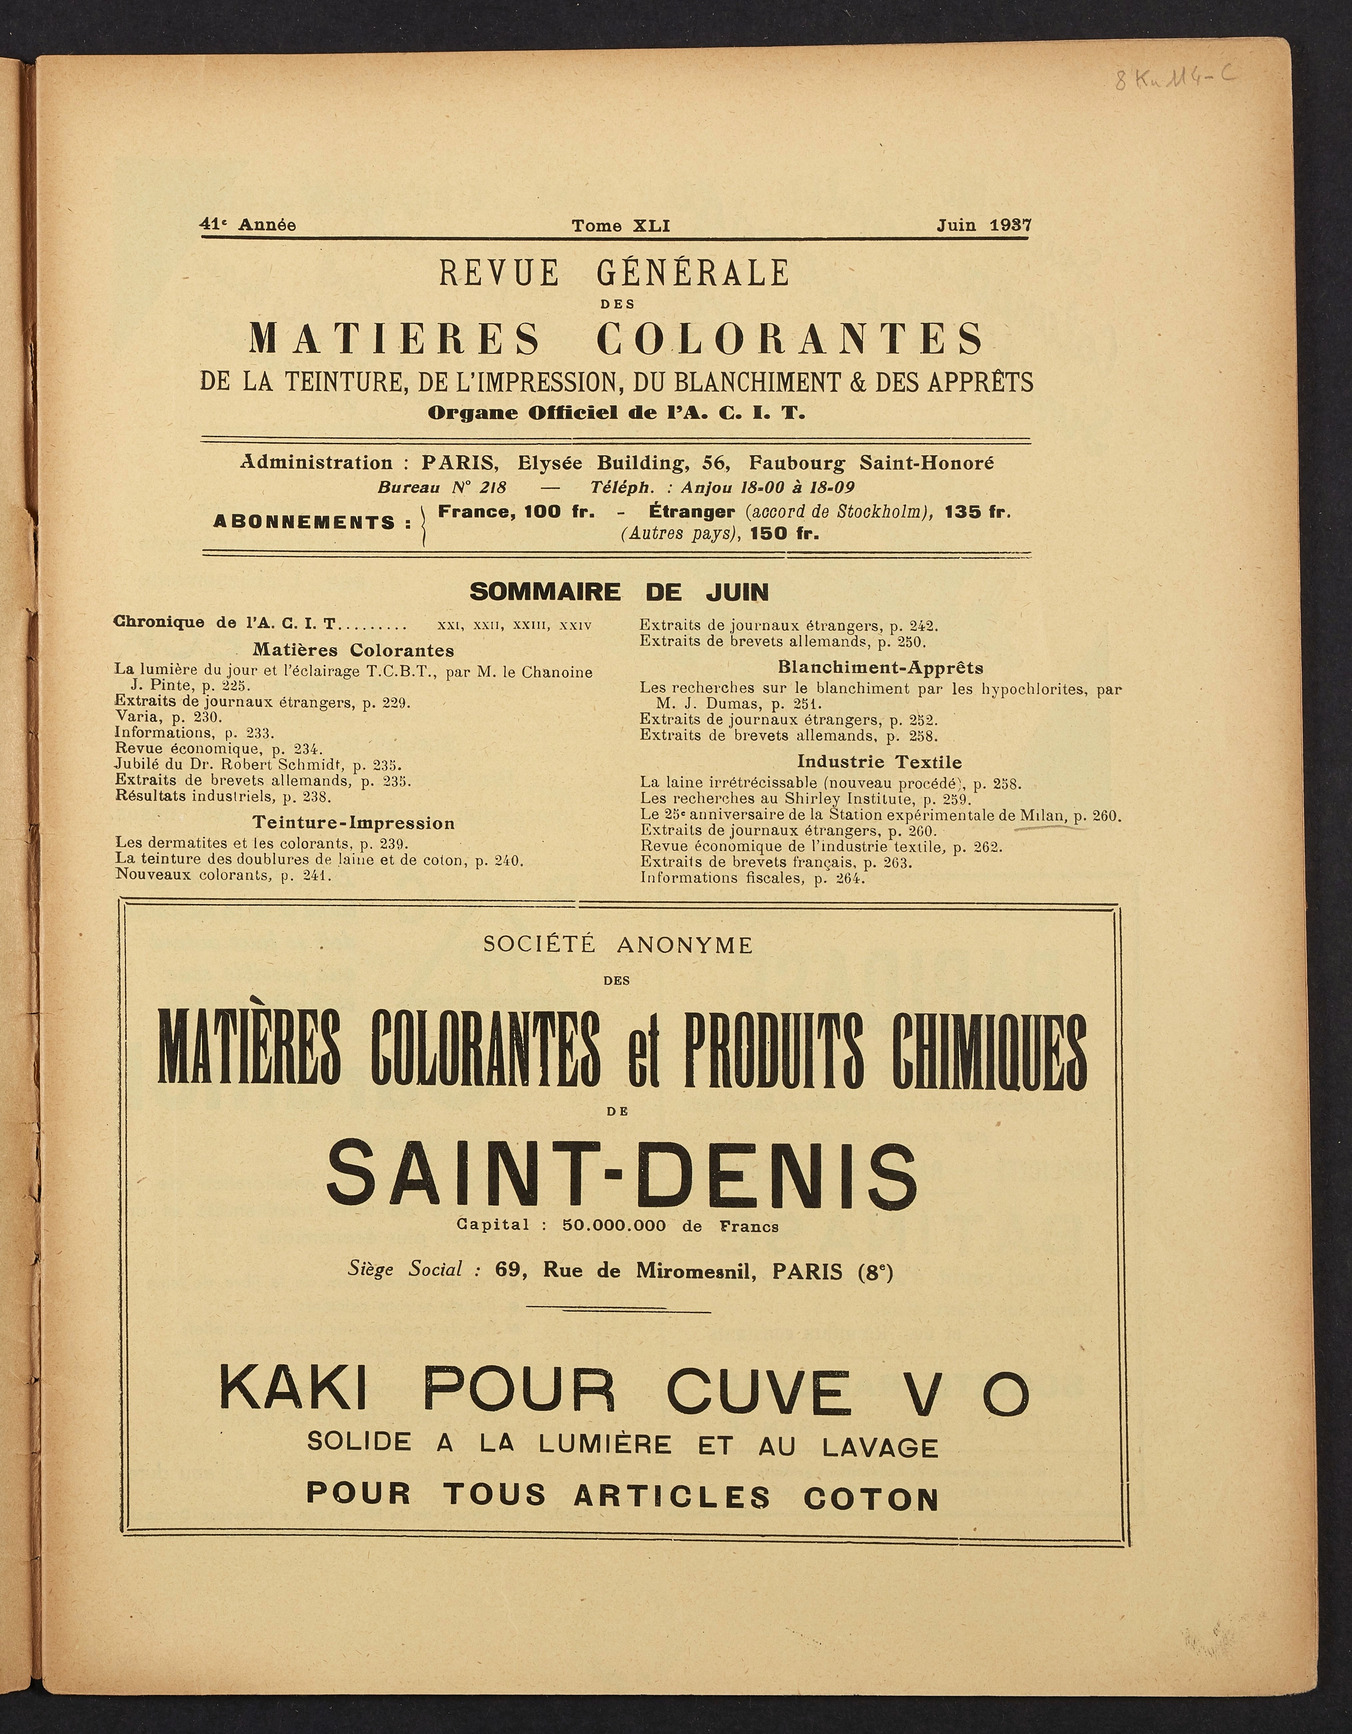 8 Ku 114-C
41e Année Tome XLI Juin 1937
REVUE GÉNÉRALE
DES
MATIERES COLORANTES
DE LA TEINTURE, DE L'IMPRESSION, DU BLANCHIMENT & DES APPRÊTS
Organe Officiel de l'A. C. I. T.
Administration : PARIS, Elysée Building, 56, Faubourg Saint-Honoré
Bureau N° 218 — Téléph. : Anjou 18-00 à 18-09
ABONNEMENTS : { France, 100 fr. - Étranger (accord de Stockholm), 135 fr.
(Autres pays), 150 fr.
SOMMAIRE DE JUIN
Chronique de l'A. C. I. T......... XXI, XXII, XXIII, XXIV
Matières Colorantes
La lumière du jour et l'éclairage T.C.B.T., par M. le Chanoine
J. Pinte, p. 225.
Extraits de journaux étrangers, p. 229.
Varia, p. 230.
Informations, p. 233.
Revue économique, p. 234.
Jubilé du Dr. Robert Schmidt, p. 235.
Extraits de brevets allemands, p. 235.
Résultats industriels, p. 238.
Teinture-Impression
Les dermatites et les colorants, p. 239.
La teinture des doublures de laine et de coton, p. 240.
Nouveaux colorants, p. 241.
Extraits de journaux étrangers, p. 242.
Extraits de brevets allemands, p. 250.
Blanchiment-Apprêts
Les recherches sur le blanchiment par les hypochlorites, par
M. J. Dumas, p. 251.
Extraits de journaux étrangers, p. 252.
Extraits de brevets allemands, p. 258.
Industrie Textile
La laine irrétrécissable (nouveau procédé), p. 258.
Les recherches au Shirley Institute, p. 259.
Le 25e anniversaire de la Station expérimentale de Milan, p. 260.
Extraits de journaux étrangers, p. 260.
Revue économique de l'industrie textile, p. 262.
Extraits de brevets français, p. 263.
Informations fiscales, p. 264.
SOCIÉTÉ ANONYME
DES
MATIÈRES COLORANTES et PRODUITS CHIMIQUES
DE
SAINT-DENIS
Capital : 50.000.000 de Francs
Siège Social : 69, Rue de Miromesnil, PARIS (8e)
KAKI POUR CUVE V O
SOLIDE A LA LUMIÈRE ET AU LAVAGE
POUR TOUS ARTICLES COTON